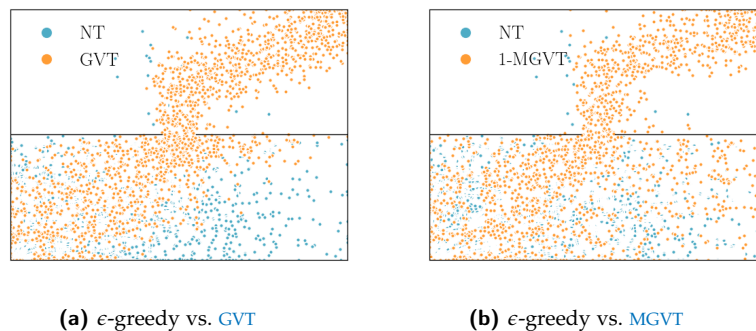 NT
GVT
NT
1-MGVT
(a) ϵ-greedy vs. GVT
(b) ϵ-greedy vs. MGVT